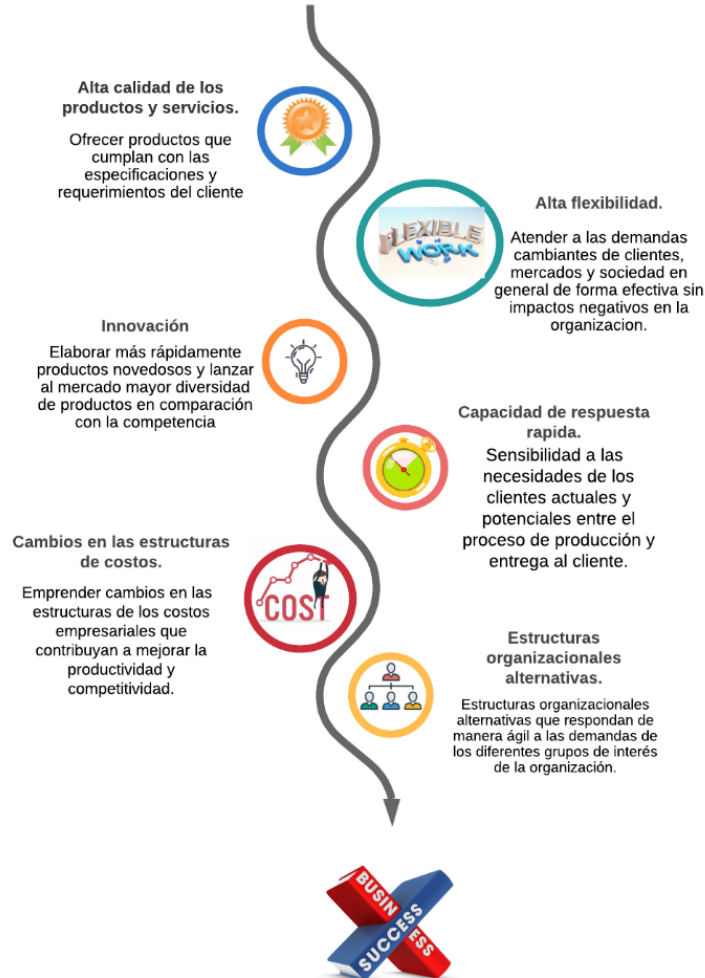 Alta calidad de los
productos y servicios.
Ofrecer productos que
cumplan con las
especificaciones y
requerimientos del cliente
FLEXIBLE
WORK
Alta flexibilidad.
Atender a las demandas
cambiantes de clientes,
mercados y sociedad en
general de forma efectiva sin
impactos negativos en la
organizacion.
Innovación
Elaborar más rápidamente
productos novedosos y lanzar
al mercado mayor diversidad
de productos en comparación
con la competencia
Capacidad de respuesta
rapida.
Sensibilidad a las
necesidades de los
clientes actuales y
potenciales entre el
proceso de producción y
entrega al cliente.
Cambios en las estructuras
de costos.
Emprender cambios en las
estructuras de los costos
empresariales que
contribuyan a mejorar la
productividad y
competitividad.
COST
Estructuras
organizacionales
alternativas.
Estructuras organizacionales
alternativas que respondan de
manera ágil a las demandas de
los diferentes grupos de interés
de la organización.
BUSINESS
SUCCESS